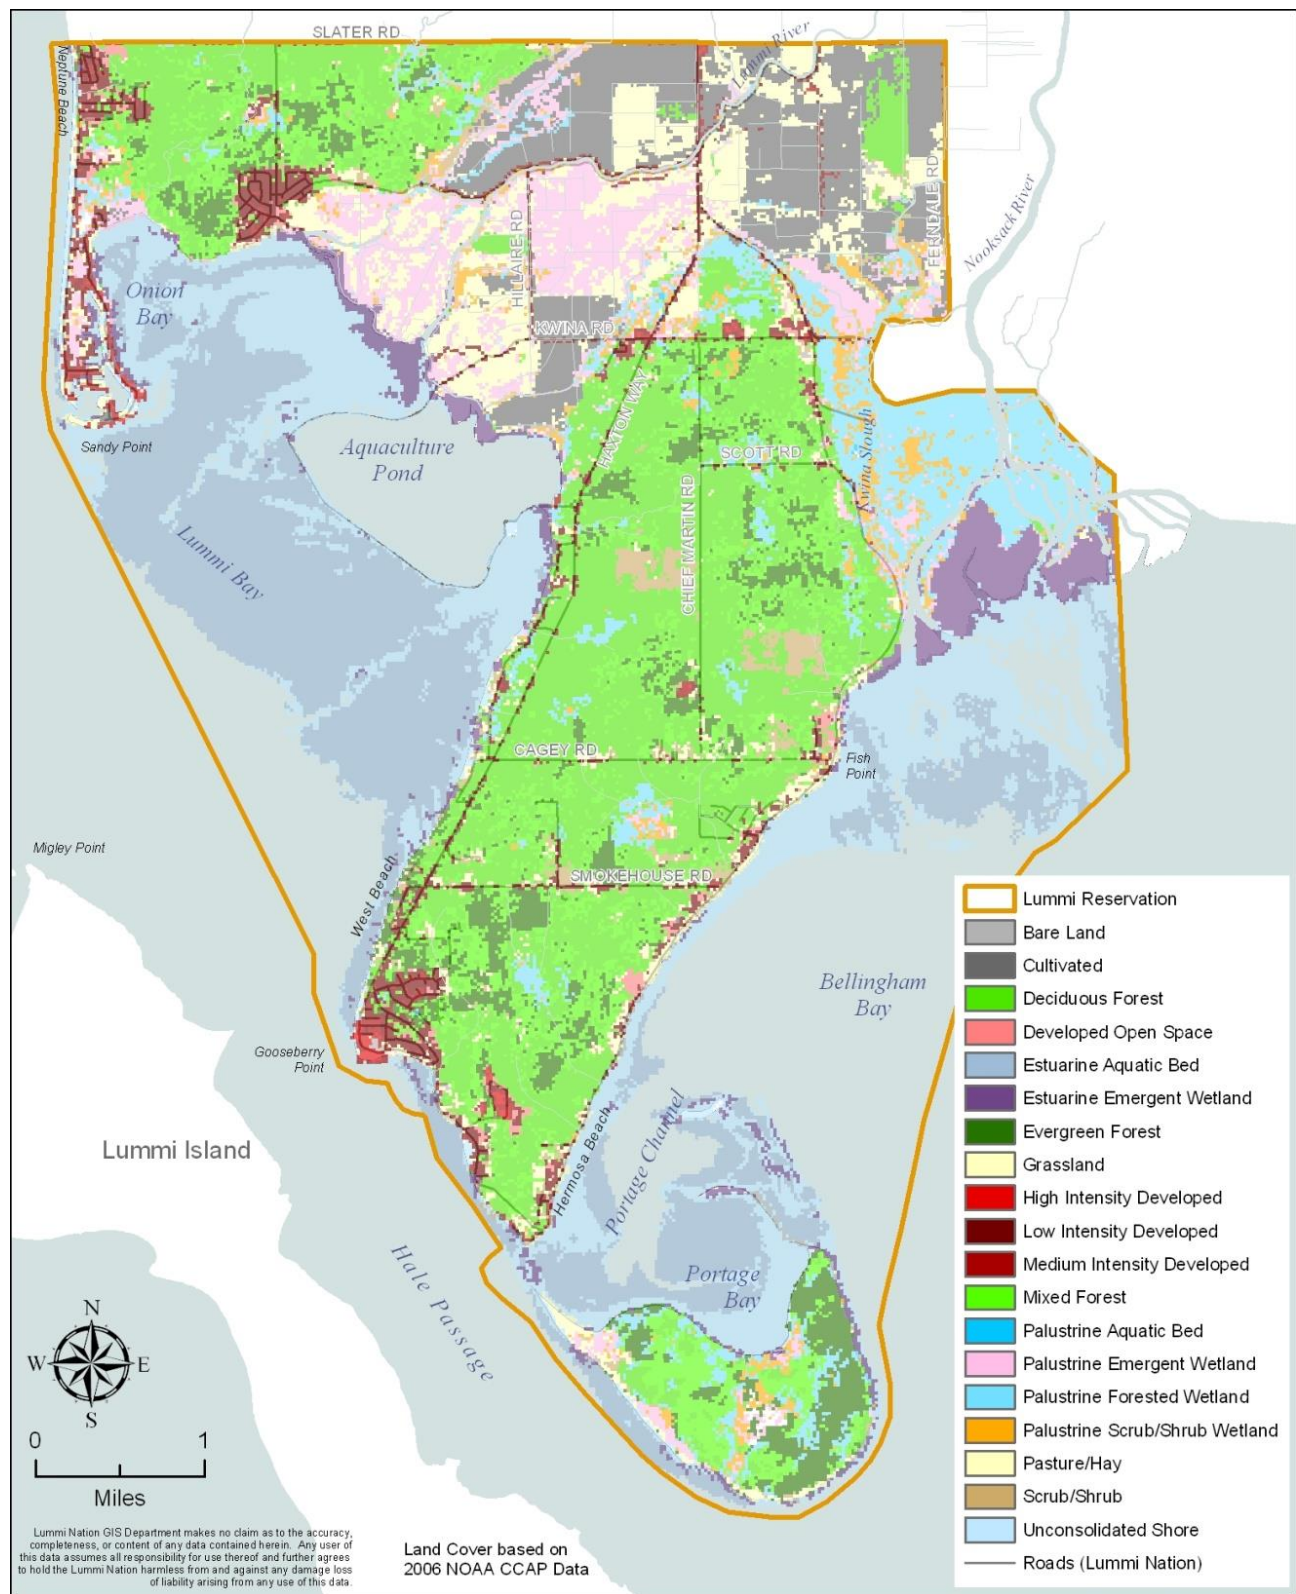 SLATER RD
Neptune Beach
Lummi River
FERNDALE RD
Nooksack River
HILLAIRE RD
Onion
Bay
KWINA RD
HAXTON WAY
Sandy Point
Aquaculture
Pond
SCOTT RD
Kwina Slough
CHIEF MARTIN RD
Lummi Bay
CAGEY RD
Fish
Point
Migley Point
SMOKEHOUSE RD
West Beach
Bellingham
Bay
Gooseberry
Point
Lummi Island
Hermosa Beach
Portage Channel
Hale Passage
Portage
Bay
N
W E
S
0 1
Miles
Lummi Nation GIS Department makes no claim as to the accuracy,
completeness, or content of any data contained herein. Any user of
this data assumes all responsibility for use thereof and further agrees
to hold the Lummi Nation harmless from and against any damage loss
of liability arising from any use of this data.
Land Cover based on
2006 NOAA CCAP Data
Lummi Reservation
Bare Land
Cultivated
Deciduous Forest
Developed Open Space
Estuarine Aquatic Bed
Estuarine Emergent Wetland
Evergreen Forest
Grassland
High Intensity Developed
Low Intensity Developed
Medium Intensity Developed
Mixed Forest
Palustrine Aquatic Bed
Palustrine Emergent Wetland
Palustrine Forested Wetland
Palustrine Scrub/Shrub Wetland
Pasture/Hay
Scrub/Shrub
Unconsolidated Shore
Roads (Lummi Nation)